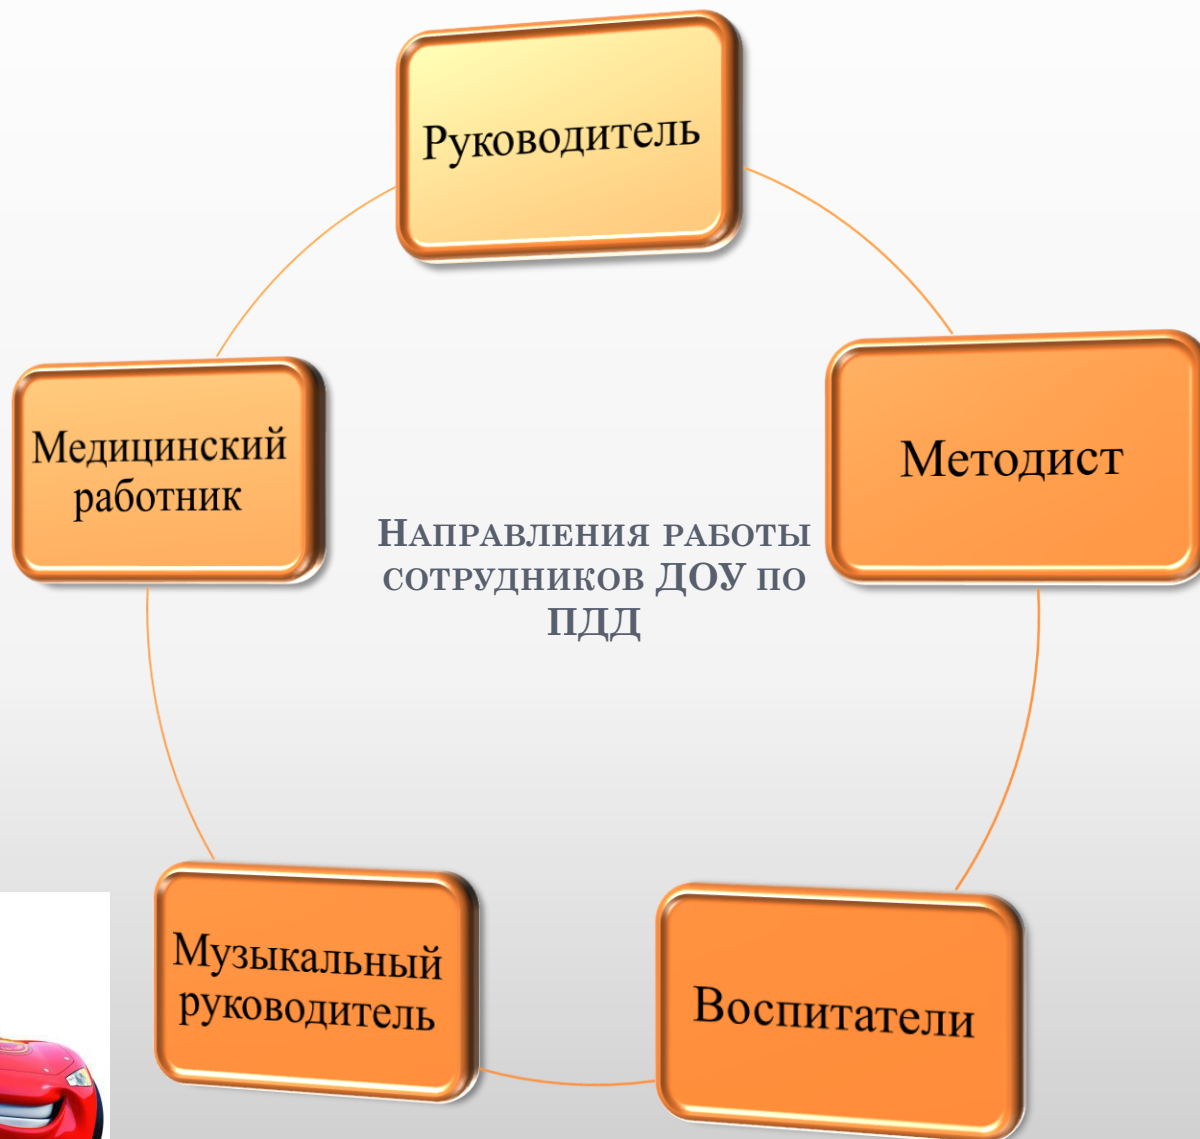 Руководитель
Методист
Медицинский
работник
Направления работы
сотрудников ДОУ по
ПДД
Музыкальный
руководитель
Воспитатели